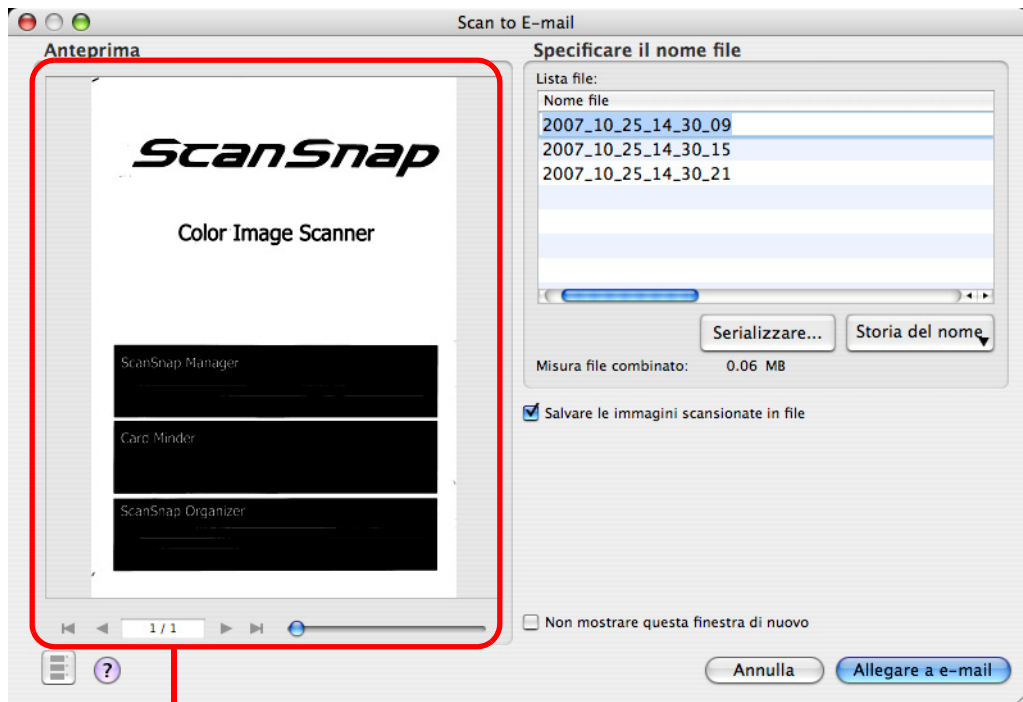 Scan to E-mail
Anteprima
ScanSnap
Color Image Scanner
ScanSnap Manager
Card Minder
ScanSnap Organizer
1 / 1
?
Specificare il nome file
Lista file:
Nome file
2007_10_25_14_30_09
2007_10_25_14_30_15
2007_10_25_14_30_21
Serializzare...
Storia del nome
Misura file combinato: 0.06 MB
Salvare le immagini scansionate in file
Non mostrare questa finestra di nuovo
Annulla
Allegare a e-mail